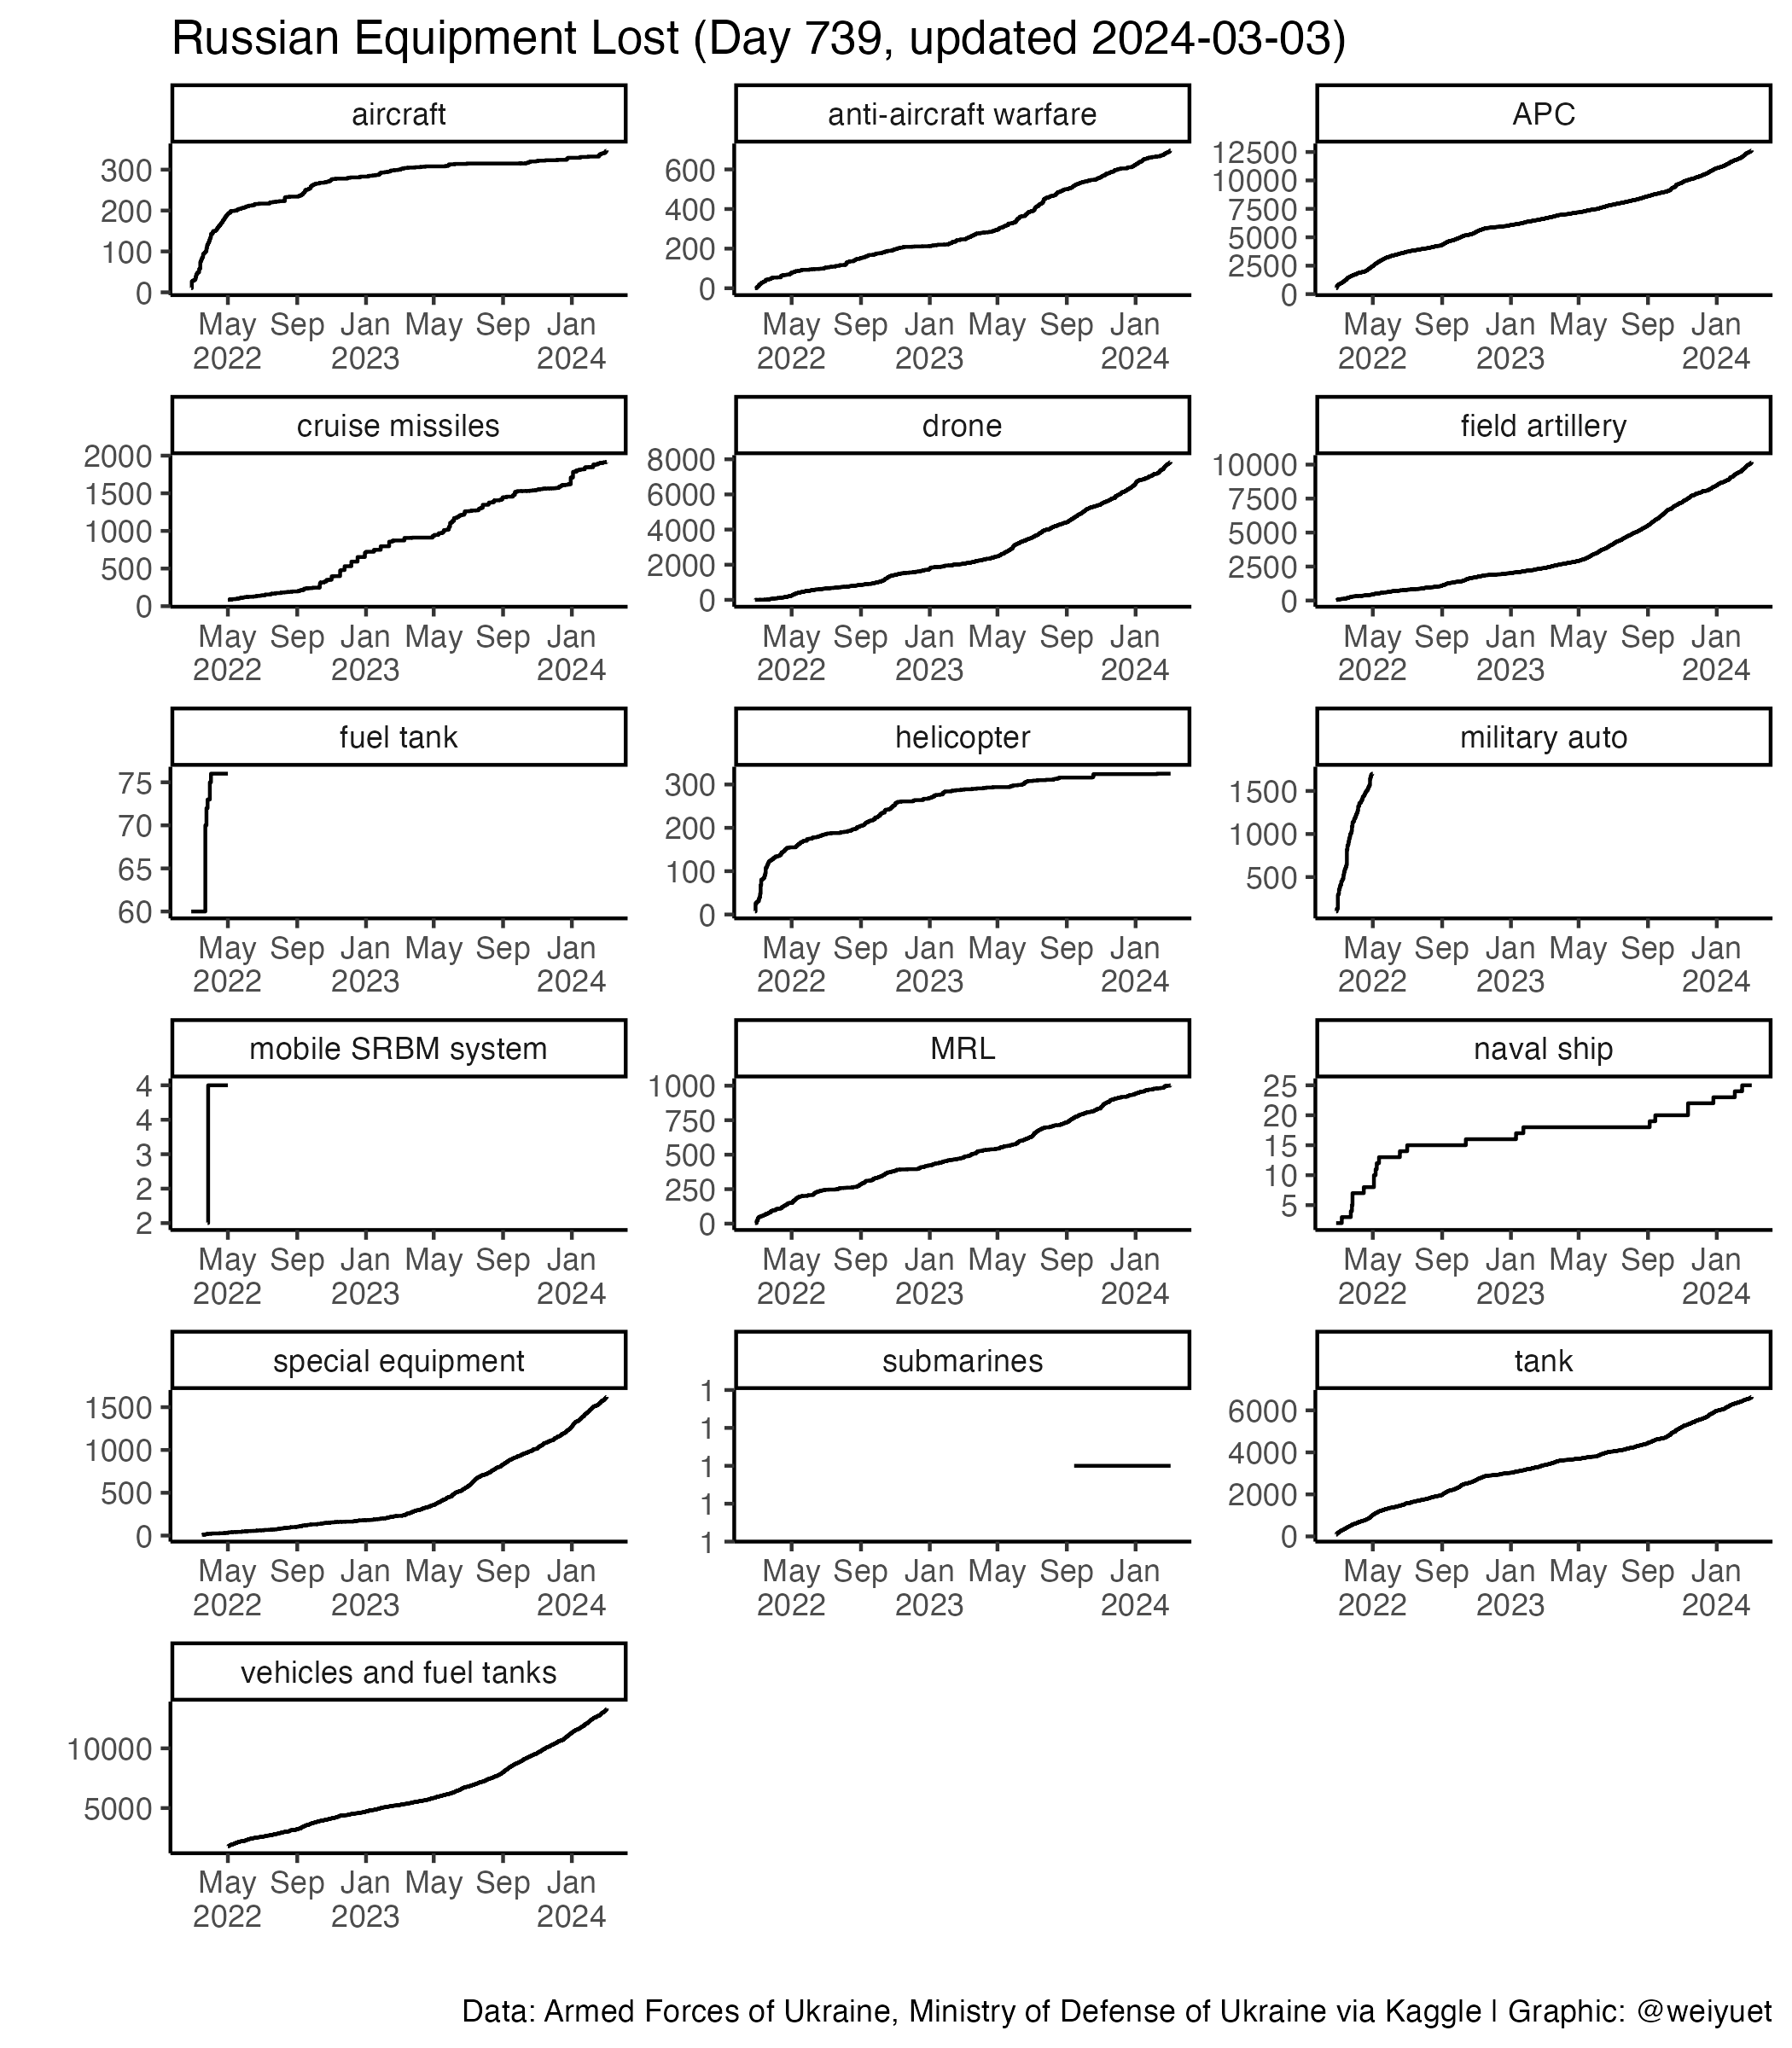 Russian Equipment Lost (Day 739, updated 2024-03-03)
aircraft
300
200
100
0
May Sep Jan May Sep Jan
2022 2023 2024
anti-aircraft warfare
600
400
200
0
May Sep Jan May Sep Jan
2022 2023 2024
APC
12500
10000
7500
5000
2500
0
May Sep Jan May Sep Jan
2022 2023 2024
cruise missiles
2000
1500
1000
500
0
May Sep Jan May Sep Jan
2022 2023 2024
drone
8000
6000
4000
2000
0
May Sep Jan May Sep Jan
2022 2023 2024
field artillery
10000
7500
5000
2500
0
May Sep Jan May Sep Jan
2022 2023 2024
fuel tank
75
70
65
60
May Sep Jan May Sep Jan
2022 2023 2024
helicopter
300
200
100
0
May Sep Jan May Sep Jan
2022 2023 2024
military auto
1500
1000
500
May Sep Jan May Sep Jan
2022 2023 2024
mobile SRBM system
4
4
3
2
2
May Sep Jan May Sep Jan
2022 2023 2024
MRL
1000
750
500
250
0
May Sep Jan May Sep Jan
2022 2023 2024
naval ship
25
20
15
10
5
May Sep Jan May Sep Jan
2022 2023 2024
special equipment
1500
1000
500
0
May Sep Jan May Sep Jan
2022 2023 2024
submarines
1
1
1
1
1
May Sep Jan May Sep Jan
2022 2023 2024
tank
6000
4000
2000
0
May Sep Jan May Sep Jan
2022 2023 2024
vehicles and fuel tanks
10000
5000
May Sep Jan May Sep Jan
2022 2023 2024
Data: Armed Forces of Ukraine, Ministry of Defense of Ukraine via Kaggle | Graphic: @weiyuet